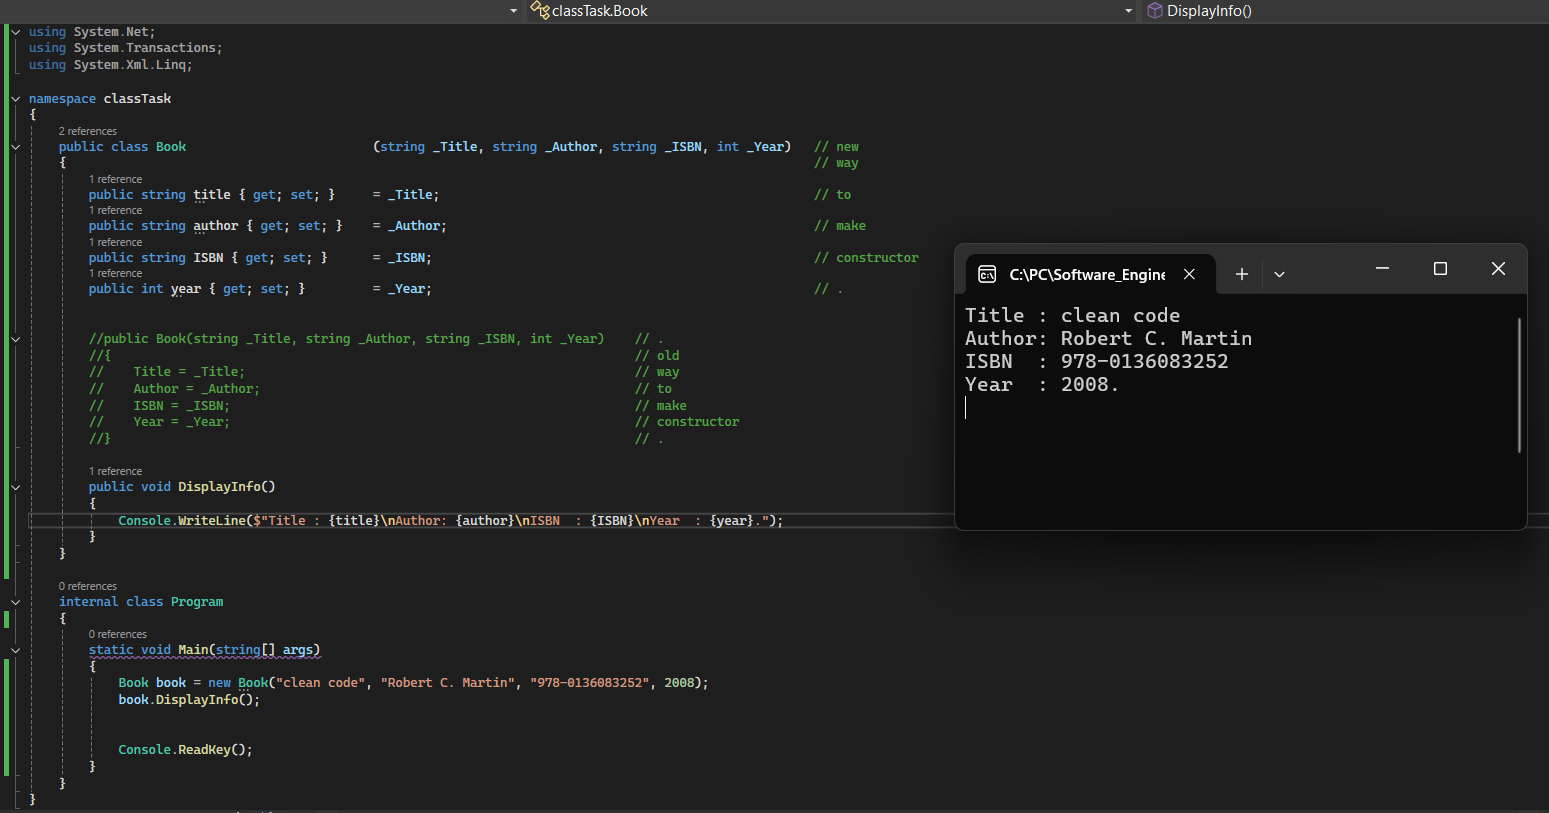 classTask.Book DisplayInfo()
using System.Net;
using System.Transactions;
using System.Xml.Linq;
namespace classTask
{
2 references
public class Book (string _Title, string _Author, string _ISBN, int _Year) // new
{ // way
1 reference
public string title { get; set; } = _Title; // to
1 reference
public string author { get; set; } = _Author; // make
1 reference
public string ISBN { get; set; } = _ISBN; // constructor
1 reference
public int year { get; set; } = _Year; // .
//public Book(string _Title, string _Author, string _ISBN, int _Year) // .
//{ // old
// Title = _Title; // way
// Author = _Author; // to
// ISBN = _ISBN; // make
// Year = _Year; // constructor
//} // .
1 reference
public void DisplayInfo()
{
Console.WriteLine($"Title : {title}\nAuthor: {author}\nISBN  : {ISBN}\nYear  : {year}.");
}
}
0 references
internal class Program
{
0 references
static void Main(string[] args)
{
Book book = new Book("clean code", "Robert C. Martin", "978-0136083252", 2008);
book.DisplayInfo();
Console.ReadKey();
}
}
}
C:\PC\Software_Engine
Title : clean code
Author: Robert C. Martin
ISBN  : 978-0136083252
Year  : 2008.